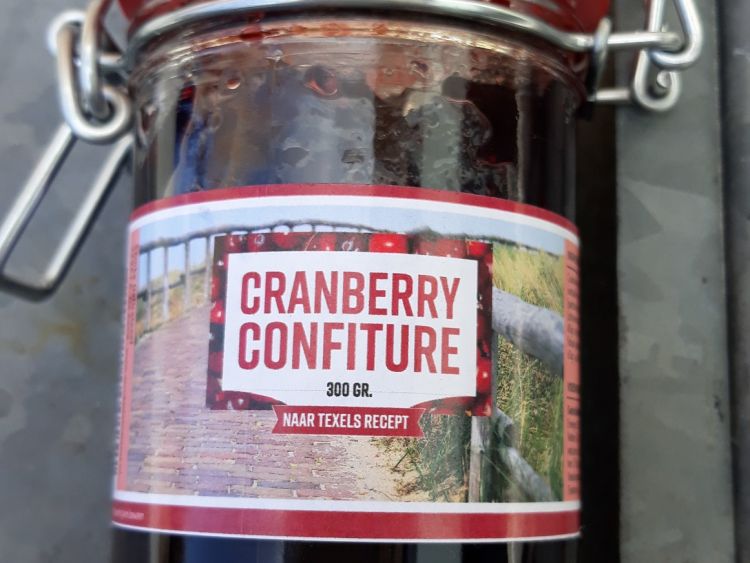 CRANBERRY
CONFITURE
300 GR.
NAAR TEXELS RECEPT